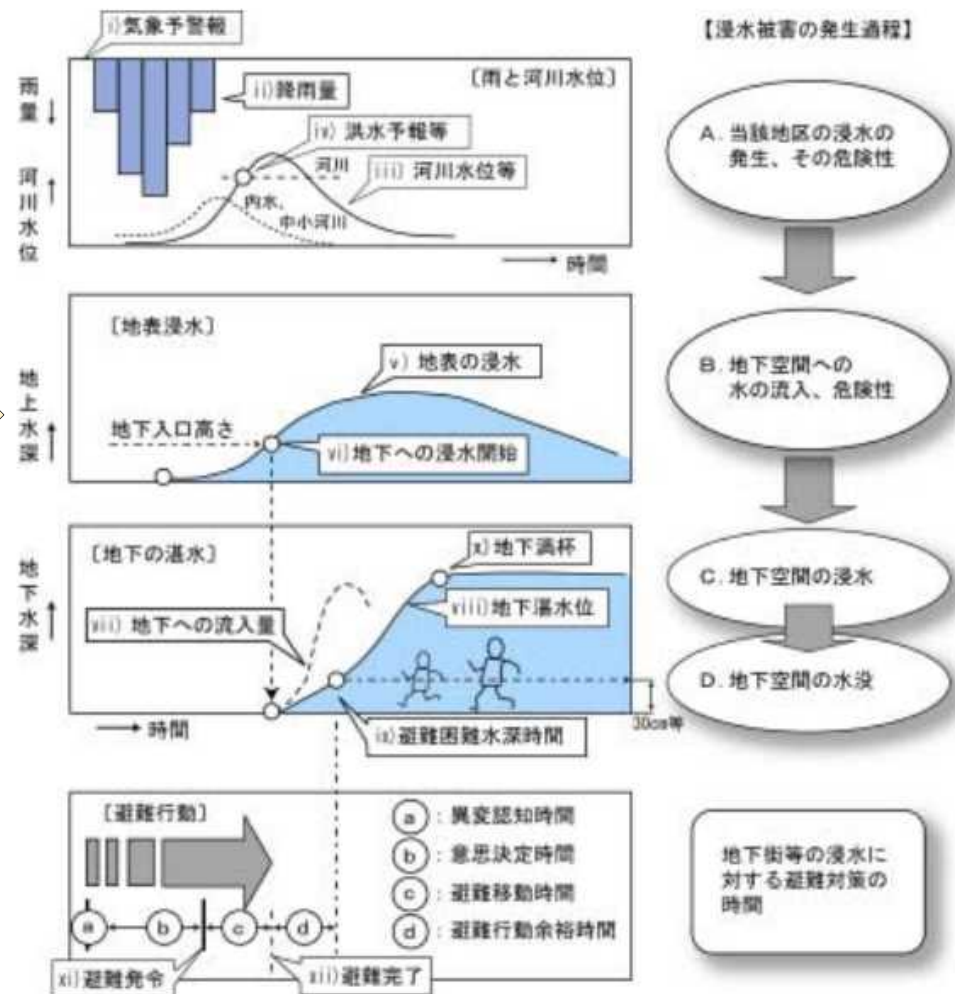 i)気象予警報
【浸水被害の発生過程】
雨量
〔雨と河川水位〕
ii)降雨量
iv) 洪水予報等
河川
iii) 河川水位等
内水、
中小河川
河川水位
時間
A. 当該地区の浸水の
発生、その危険性
〔地表浸水〕
v) 地表の浸水
地上水深
地下入口高さ
vi)地下への浸水開始
B. 地下空間への
水の流入、危険性
〔地下の湛水〕
x)地下満杯
地下水深
viii)地下湛水位
vii) 地下への流入量
30cm等
時間
ix)避難困難水深時間
C. 地下空間の浸水
D. 地下空間の水没
〔避難行動〕
a : 異変認知時間
b : 意思決定時間
c : 避難移動時間
d : 避難行動余裕時間
a
b
c
d
xi)避難発令
xii)避難完了
地下街等の浸水に
対する避難対策の
時間